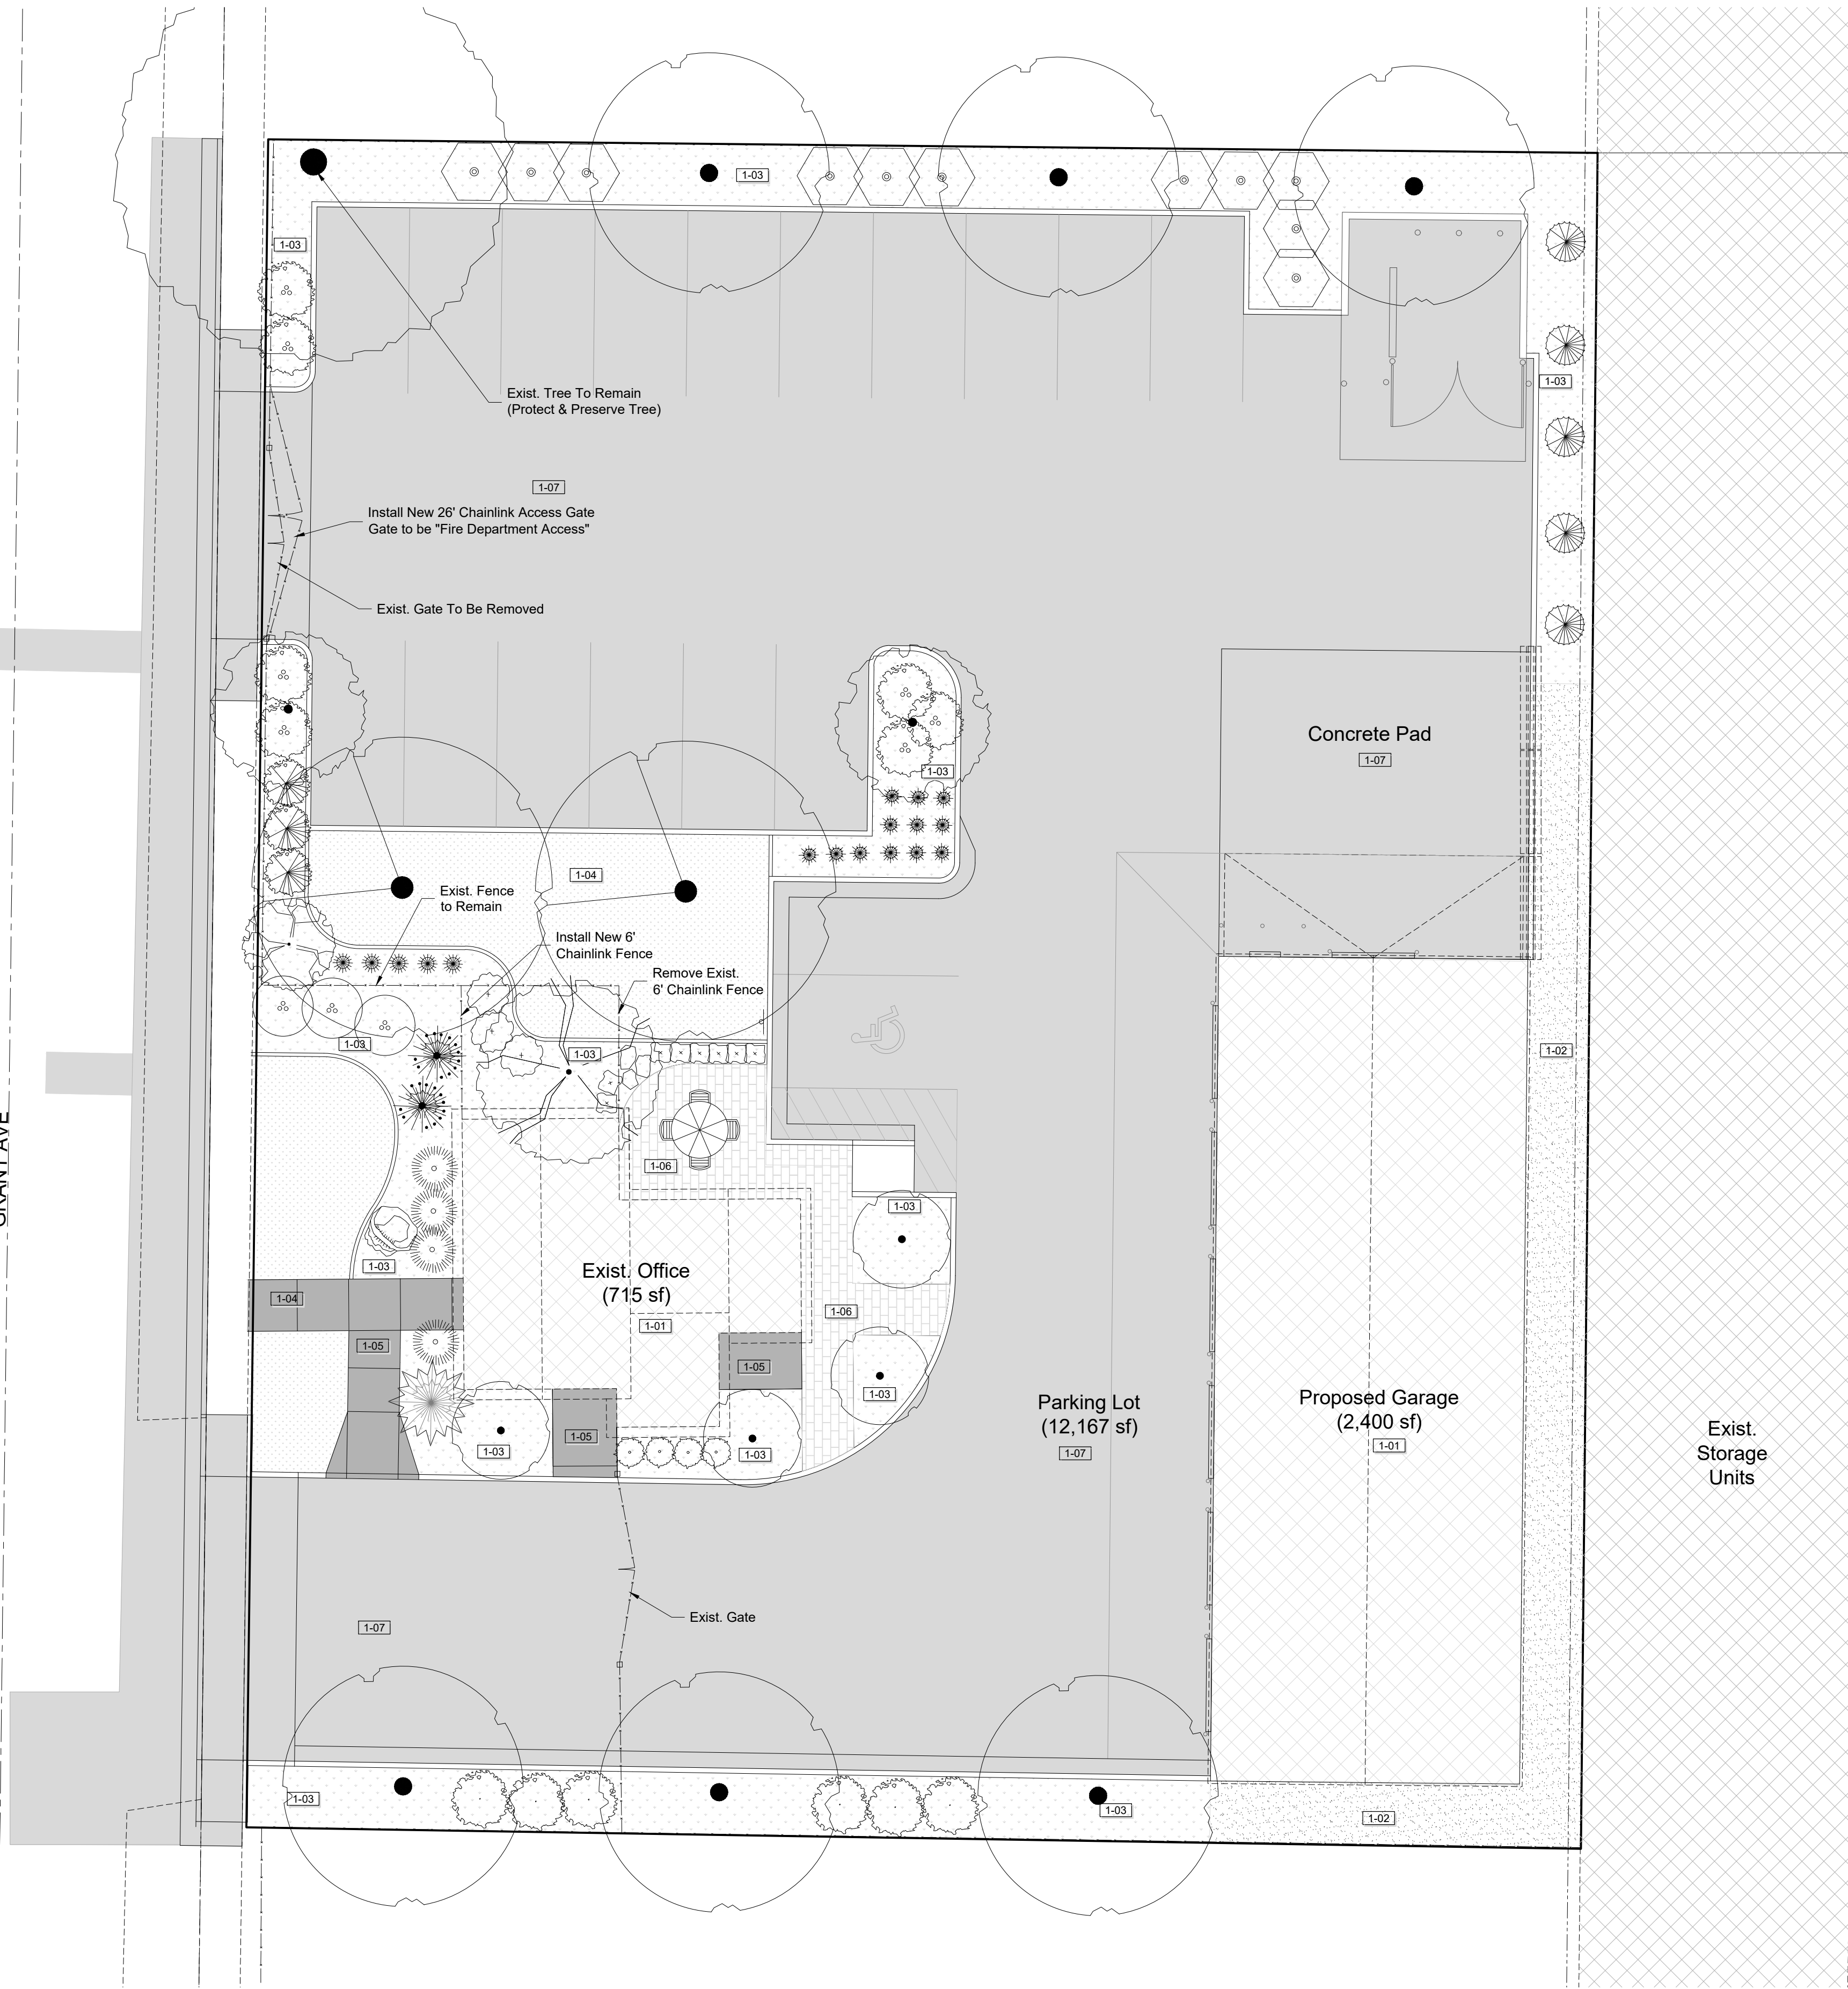 1-03
1-03
Exist. Tree To Remain
(Protect & Preserve Tree)
1-03
1-07
Install New 26' Chainlink Access Gate
Gate to be "Fire Department Access"
Exist. Gate To Be Removed
Concrete Pad
1-07
1-03
1-04
Exist. Fence
to Remain
Install New 6'
Chainlink Fence
Remove Exist.
6' Chainlink Fence
1-03
1-03
1-02
GRANT AVE
1-06
1-03
1-03
Exist. Office
(715 sf)
1-01
1-04
1-06
1-05
1-05
1-03
Parking Lot
(12,167 sf)
1-07
Proposed Garage
(2,400 sf)
1-01
Exist.
Storage
Units
1-03
1-05
1-03
Exist. Gate
1-07
1-03
1-03
1-02